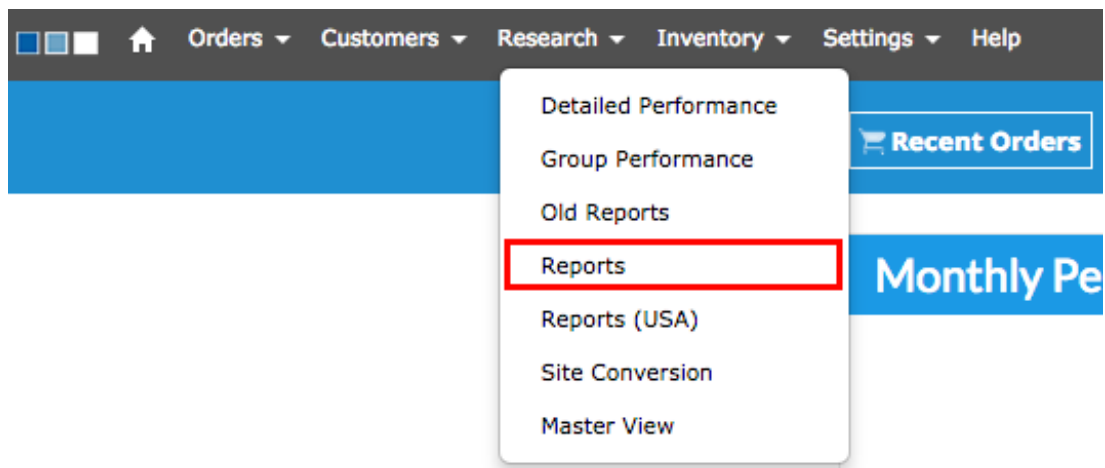 Orders Customers Research Inventory Settings Help
Detailed Performance
Recent Orders
Group Performance
Old Reports
Reports
Monthly Pe
Reports (USA)
Site Conversion
Master View